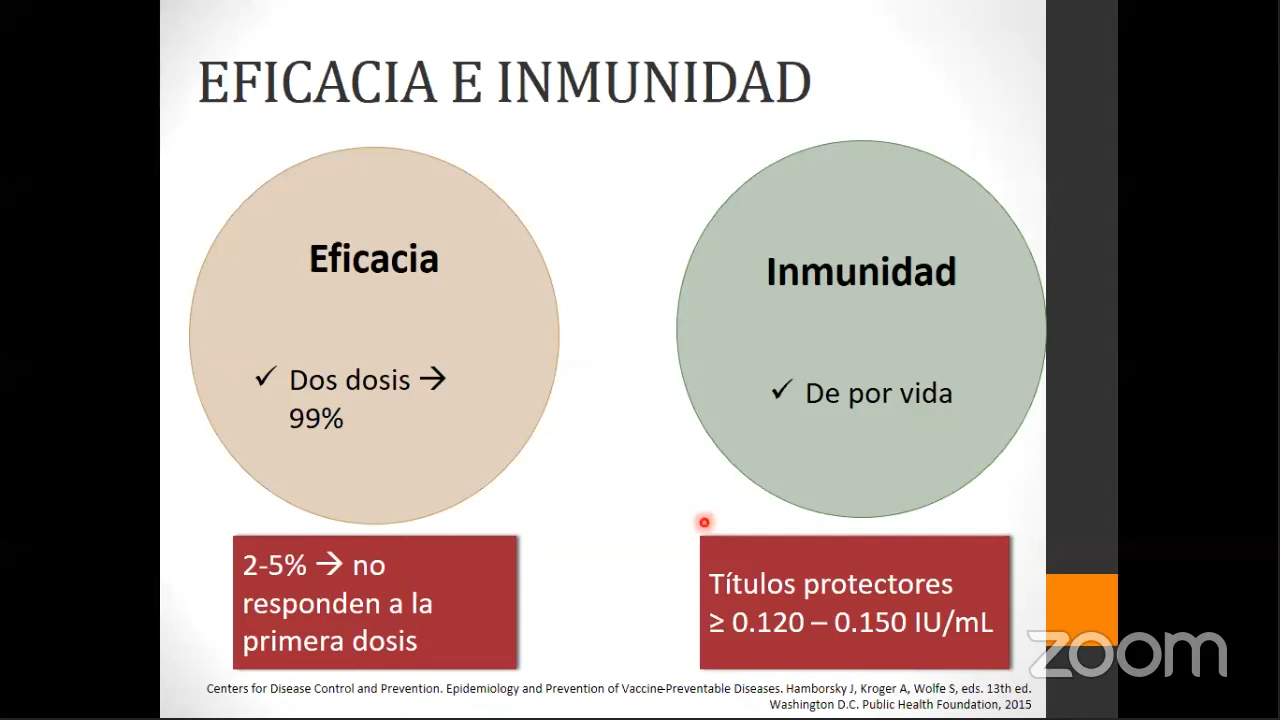 EFICACIA E INMUNIDAD
Eficacia
✓ Dos dosis →
99%
2-5% → no
responden a la
primera dosis
Inmunidad
✓ De por vida
Títulos protectores
≥ 0.120 – 0.150 IU/mL
Centers for Disease Control and Prevention. Epidemiology and Prevention of Vaccine-Preventable Diseases. Hamborsky J, Kroger A, Wolfe S, eds. 13th ed.
Washington D.C. Public Health Foundation, 2015
zoom